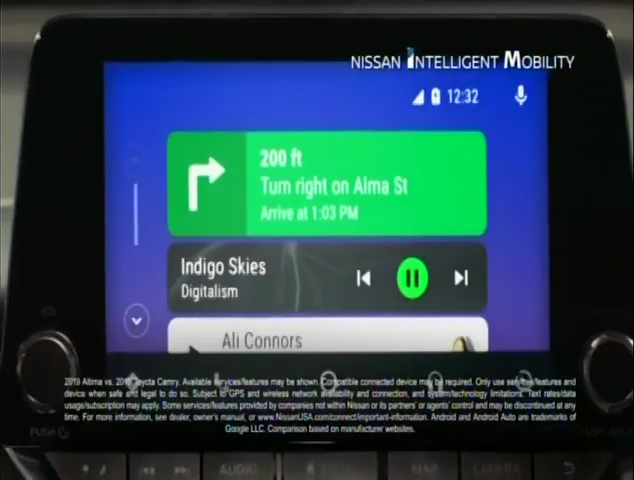 NISSAN INTELLIGENT MOBILITY
12:32
200 ft
Turn right on Alma St
Arrive at 1:03 PM
Indigo Skies
Digitalism
Ali Connors
2019 Altima vs. 2018 Toyota Camry. Available services/features may be shown. Compatible connected device may be required. Only use services/features and
device when safe and legal to do so. Subject to GPS and wireless network availability and connection, and system/technology limitations. Text rates/data
usage/subscription may apply. Some services/features provided by companies not within Nissan or its partners' or agents' control and may be discontinued at any
time. For more information, see dealer, owner's manual, or www.NissanUSA.com/connect/important-information. Android and Android Auto are trademarks of
Google LLC. Comparison based on manufacturer websites.
PUSH
PUSH
AUDIO
MAP
CAMERA